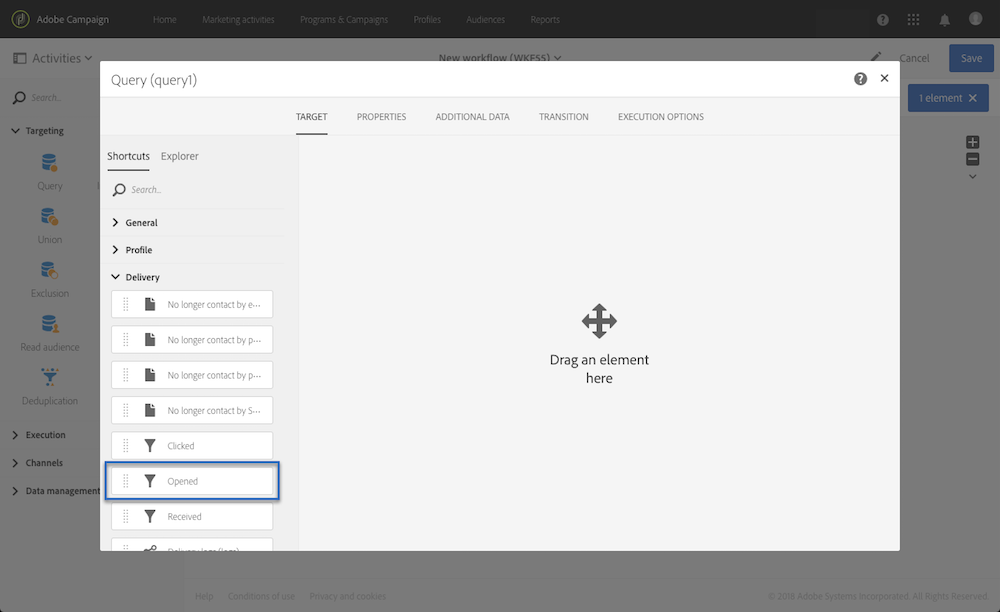 Adobe Campaign
Home
Marketing activities
Programs & Campaigns
Profiles
Audiences
Reports
Activities
New workflow (WKF55)
Cancel
Save
Search...
1 element
Targeting
Query
Union
Exclusion
Read audience
Deduplication
Execution
Channels
Data management
Query (query1)
TARGET
PROPERTIES
ADDITIONAL DATA
TRANSITION
EXECUTION OPTIONS
Shortcuts
Explorer
Search...
General
Profile
Delivery
No longer contact by e...
No longer contact by p...
No longer contact by p...
No longer contact by S...
Clicked
Opened
Received
Drag an element
here
Help
Conditions of use
Privacy and cookies
© 2018 Adobe Systems Incorporated. All Rights Reserved.